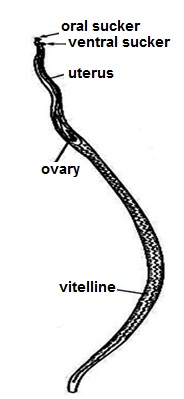 oral sucker
ventral sucker
uterus
ovary
vitelline